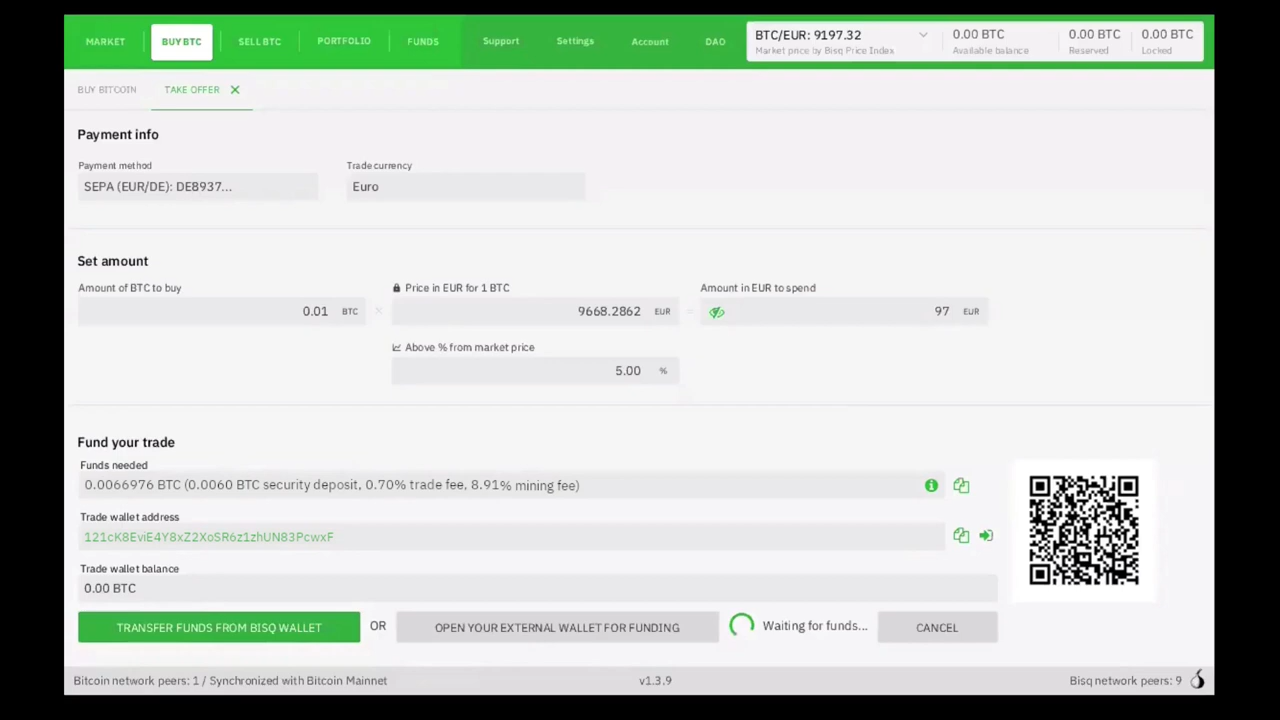 MARKET BUY BTC SELL BTC PORTFOLIO FUNDS Support Settings Account DAO
BTC/EUR: 9197.32 0.00 BTC 0.00 BTC 0.00 BTC
Market price by Bisq Price Index Available balance Reserved Locked
BUY BITCOIN TAKE OFFER
Payment info
Payment method Trade currency
SEPA (EUR/DE): DE8937... Euro
Set amount
Amount of BTC to buy Price in EUR for 1 BTC Amount in EUR to spend
0.01 BTC × 9668.2862 EUR = 97 EUR
Above % from market price
5.00 %
Fund your trade
Funds needed
0.0066976 BTC (0.0060 BTC security deposit, 0.70% trade fee, 8.91% mining fee)
Trade wallet address
121cK8EviE4Y8xZ2XoSR6z1zhUN83PcwxF
Trade wallet balance
0.00 BTC
TRANSFER FUNDS FROM BISQ WALLET OR OPEN YOUR EXTERNAL WALLET FOR FUNDING Waiting for funds... CANCEL
Bitcoin network peers: 1 / Synchronized with Bitcoin Mainnet v1.3.9 Bisq network peers: 9